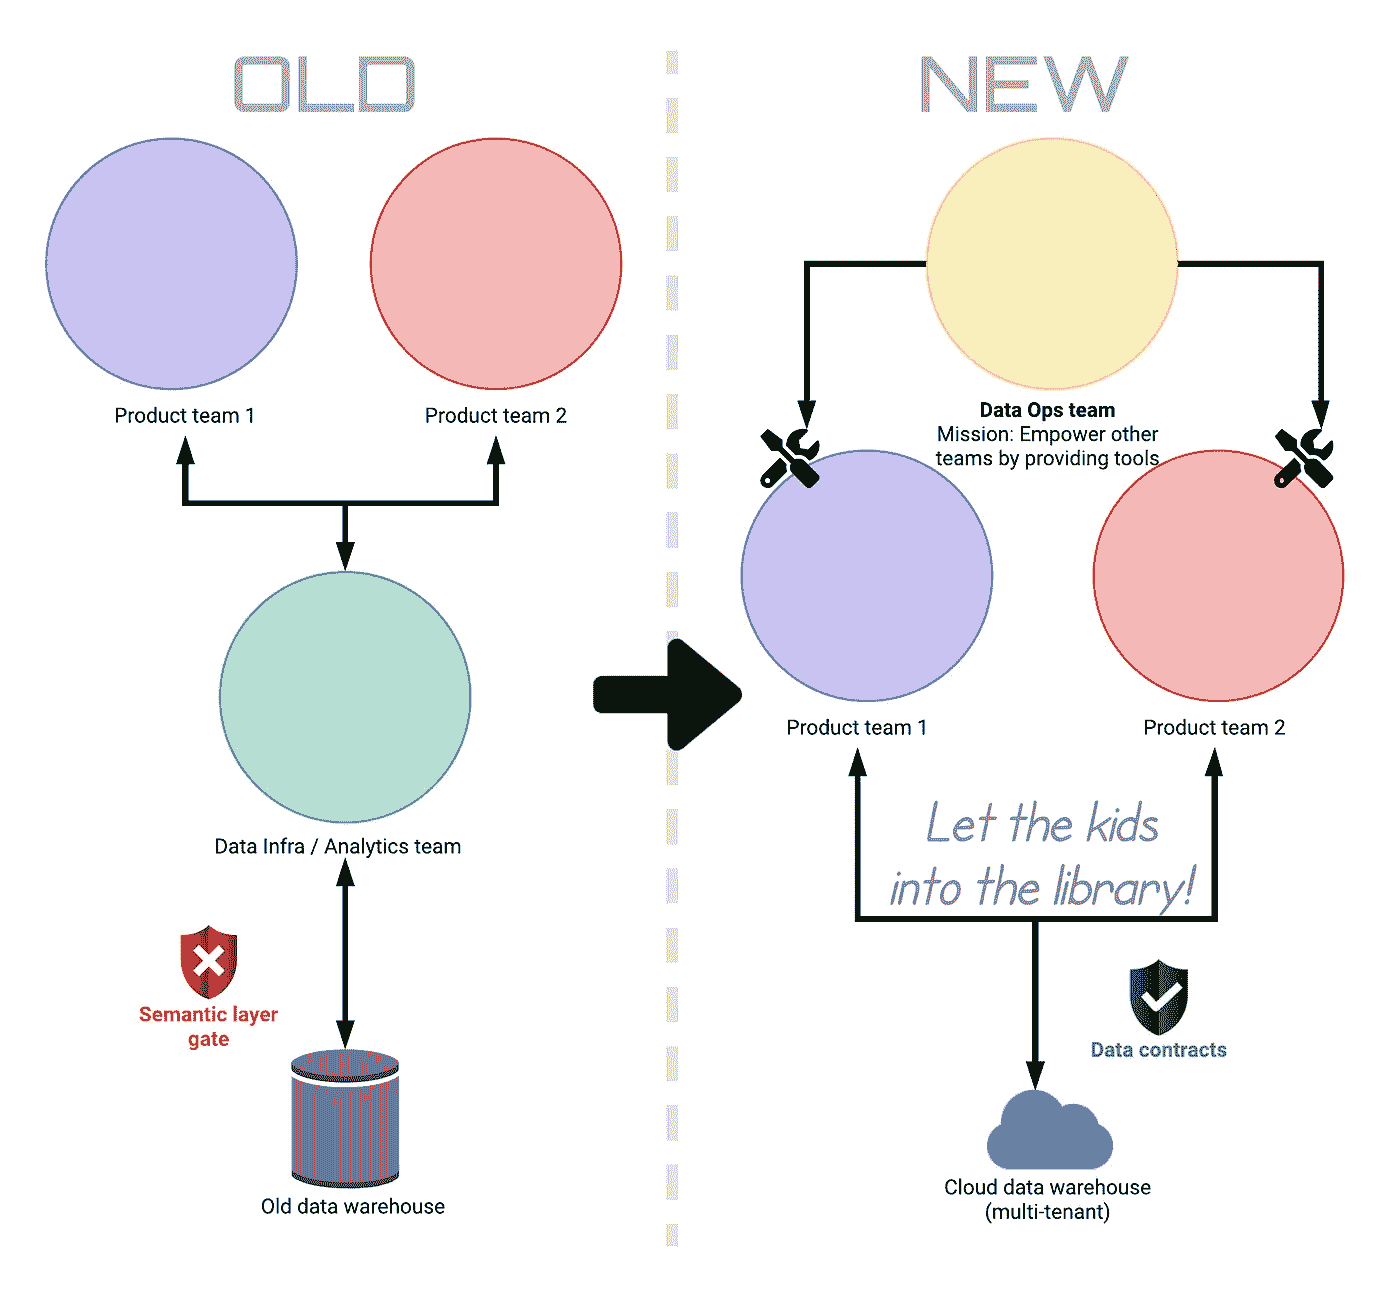 OLD
Product team 1
Product team 2
Data Infra / Analytics team
Semantic layer
gate
Old data warehouse
NEW
Data Ops team
Mission: Empower other
teams by providing tools
Product team 1
Product team 2
Let the kids
into the library!
Data contracts
Cloud data warehouse
(multi-tenant)